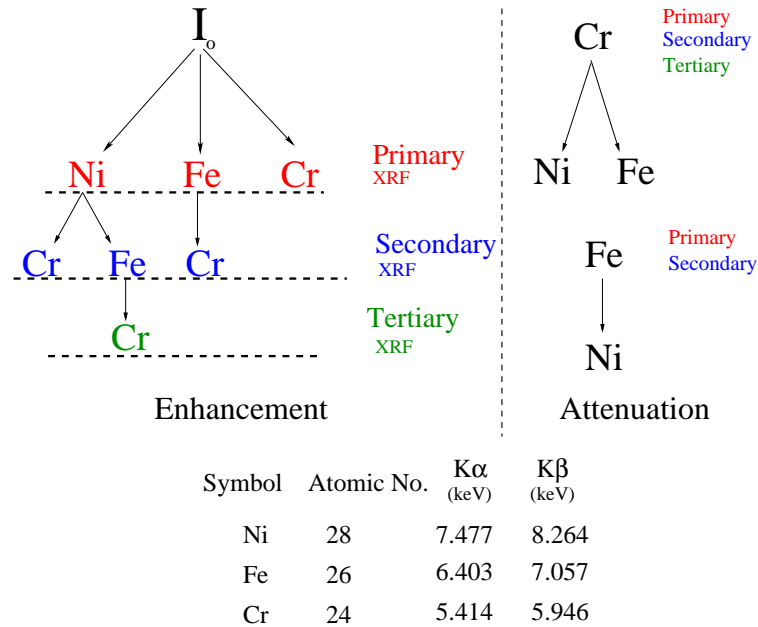 I₀
Ni Fe Cr Primary
XRF
Cr Fe Cr Secondary
XRF
Cr Tertiary
XRF
Enhancement
Cr Primary
Secondary
Tertiary
Ni Fe
Fe Primary
Secondary
Ni
Attenuation
Symbol Atomic No. Kα (keV) Kβ (keV)
Ni 28 7.477 8.264
Fe 26 6.403 7.057
Cr 24 5.414 5.946